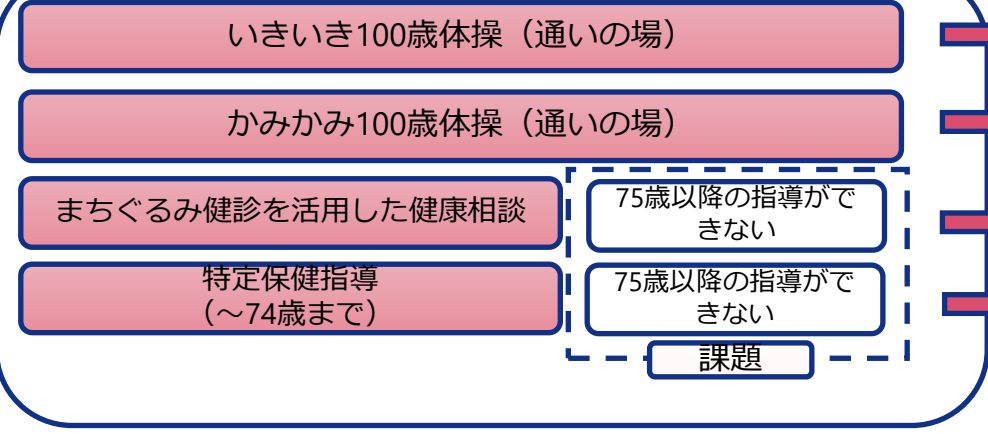 いきいき100歳体操（通いの場）
かみかみ100歳体操（通いの場）
まちぐるみ健診を活用した健康相談
75歳以降の指導がで
きない
特定保健指導
（～74歳まで）
75歳以降の指導がで
きない
課題